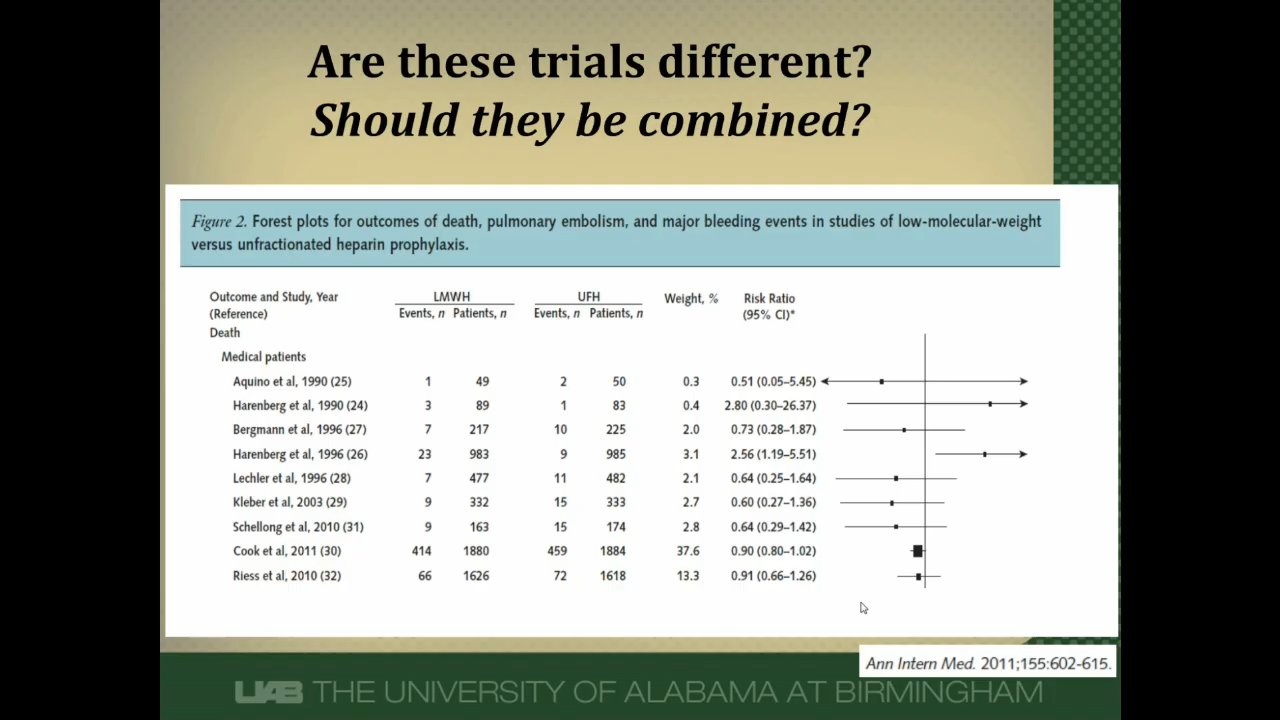 Are these trials different?
Should they be combined?
Figure 2. Forest plots for outcomes of death, pulmonary embolism, and major bleeding events in studies of low-molecular-weight
versus unfractionated heparin prophylaxis.
Outcome and Study, Year LMWH UFH Weight, % Risk Ratio
(Reference) Events, n Patients, n Events, n Patients, n (95% CI)*
Death
Medical patients
Aquino et al, 1990 (25) 1 49 2 50 0.3 0.51 (0.05–5.45)
Harenberg et al, 1990 (24) 3 89 1 83 0.4 2.80 (0.30–26.37)
Bergmann et al, 1996 (27) 7 217 10 225 2.0 0.73 (0.28–1.87)
Harenberg et al, 1996 (26) 23 983 9 985 3.1 2.56 (1.19–5.51)
Lechler et al, 1996 (28) 7 477 11 482 2.1 0.64 (0.25–1.64)
Kleber et al, 2003 (29) 9 332 15 333 2.7 0.60 (0.27–1.36)
Schellong et al, 2010 (31) 9 163 15 174 2.8 0.64 (0.29–1.42)
Cook et al, 2011 (30) 414 1880 459 1884 37.6 0.90 (0.80–1.02)
Riess et al, 2010 (32) 66 1626 72 1618 13.3 0.91 (0.66–1.26)
Ann Intern Med. 2011;155:602-615.
UAB THE UNIVERSITY OF ALABAMA AT BIRMINGHAM